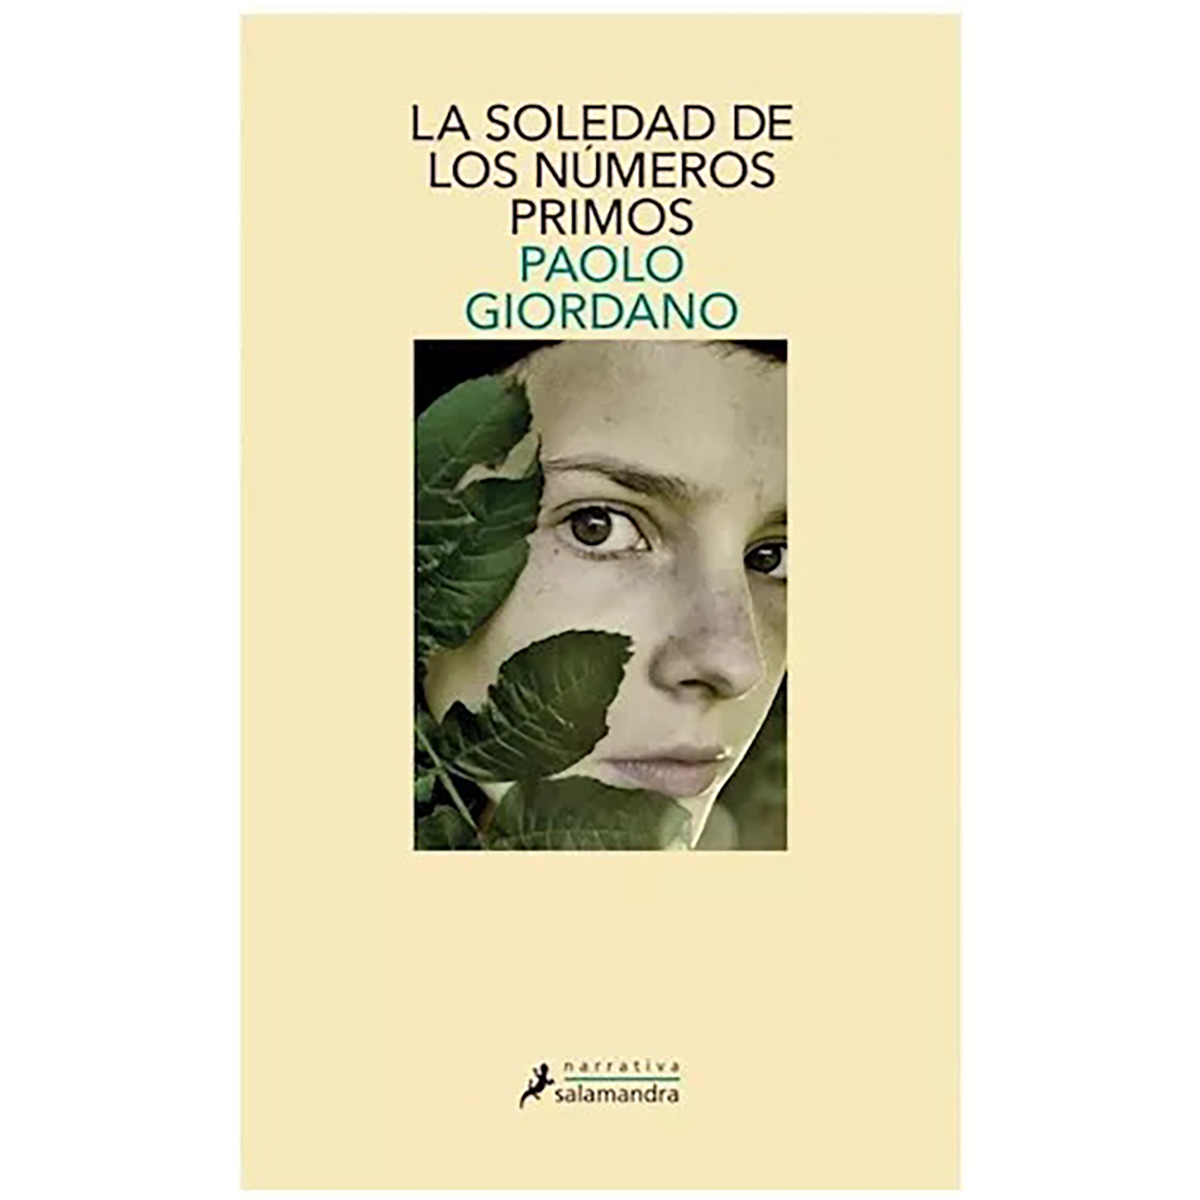 LA SOLEDAD DE
LOS NÚMEROS
PRIMOS
PAOLO
GIORDANO
narrativa
salamandra